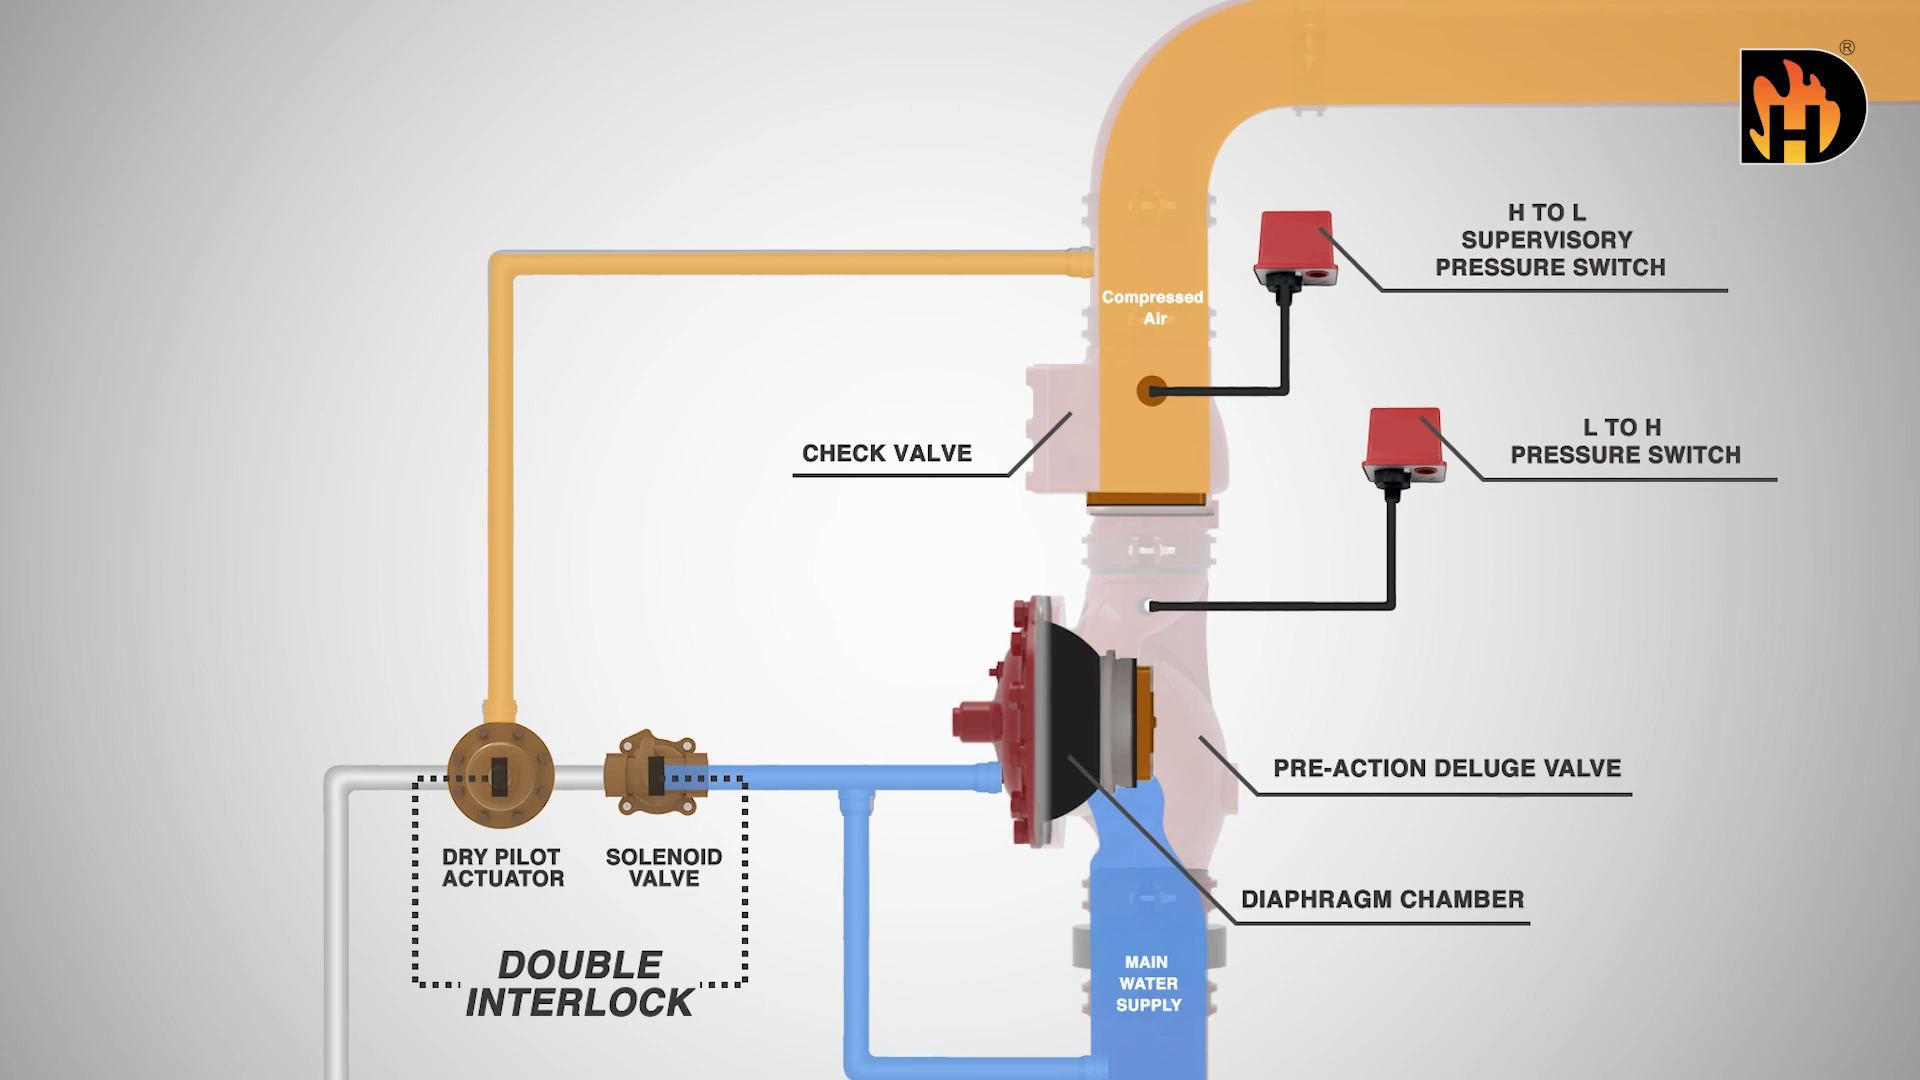 ®
DH
H TO L
SUPERVISORY
PRESSURE SWITCH
Compressed
Air
L TO H
PRESSURE SWITCH
CHECK VALVE
PRE-ACTION DELUGE VALVE
DRY PILOT
ACTUATOR
SOLENOID
VALVE
DIAPHRAGM CHAMBER
DOUBLE
INTERLOCK
MAIN
WATER
SUPPLY